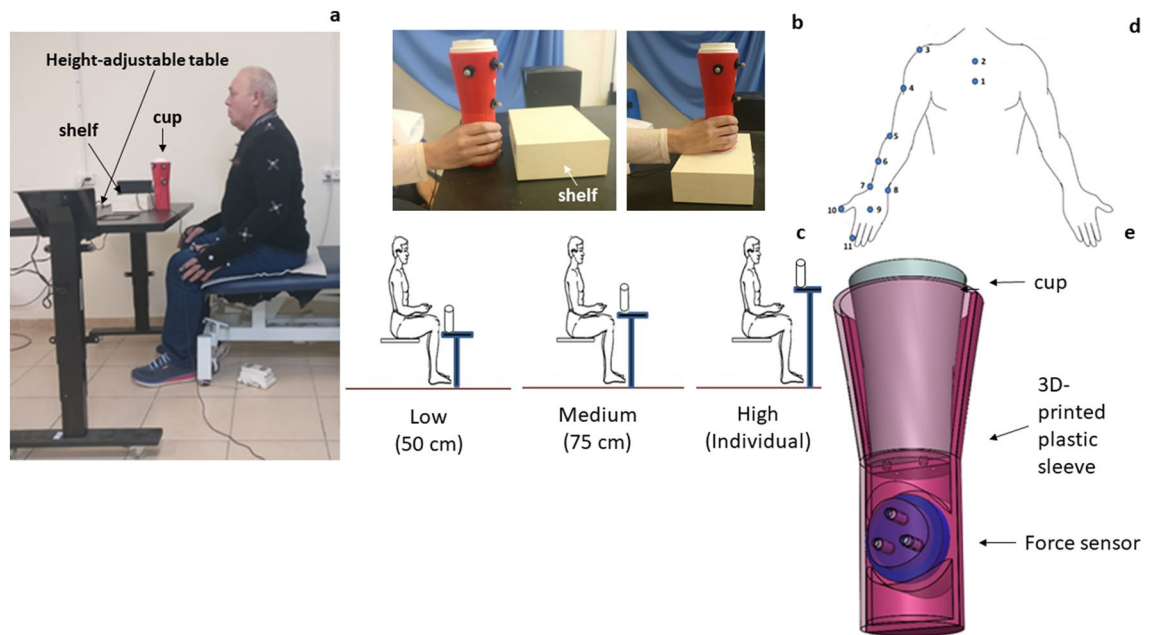 a
Height-adjustable table
shelf
cup
b
shelf
c
Low
(50 cm)
Medium
(75 cm)
High
(Individual)
d
3
2
1
4
5
6
7
8
10
9
11
e
cup
3D-
printed
plastic
sleeve
Force sensor